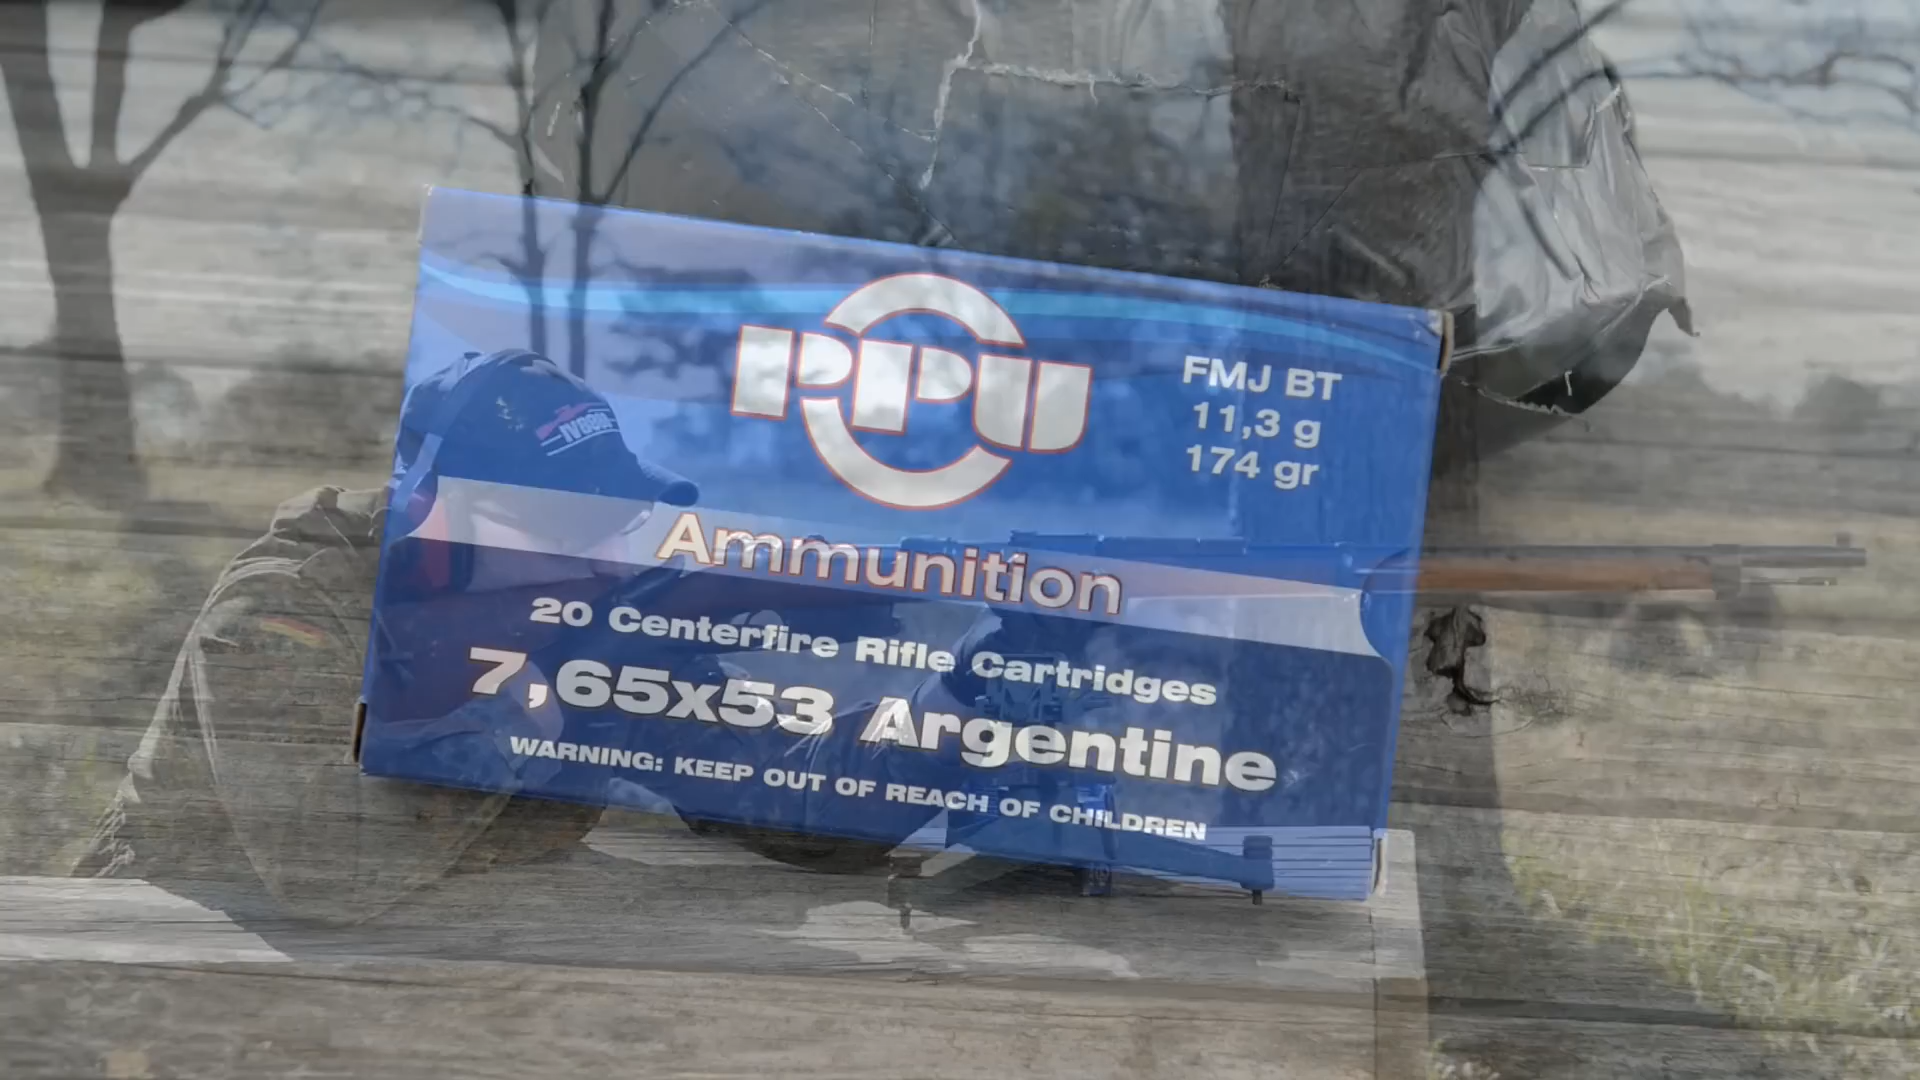 PPU
FMJ BT
11,3 g
174 gr
Ammunition
20 Centerfire Rifle Cartridges
7,65x53 Argentine
WARNING: KEEP OUT OF REACH OF CHILDREN
IV8888